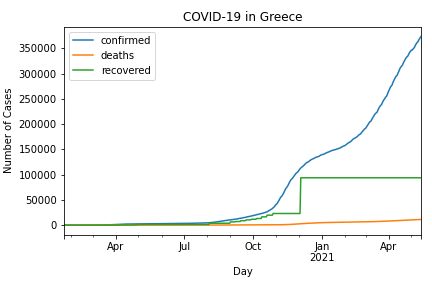 COVID-19 in Greece
confirmed
deaths
recovered
350000
300000
250000
200000
150000
100000
50000
0
Number of Cases
Apr
Jul
Oct
Jan
2021
Apr
Day